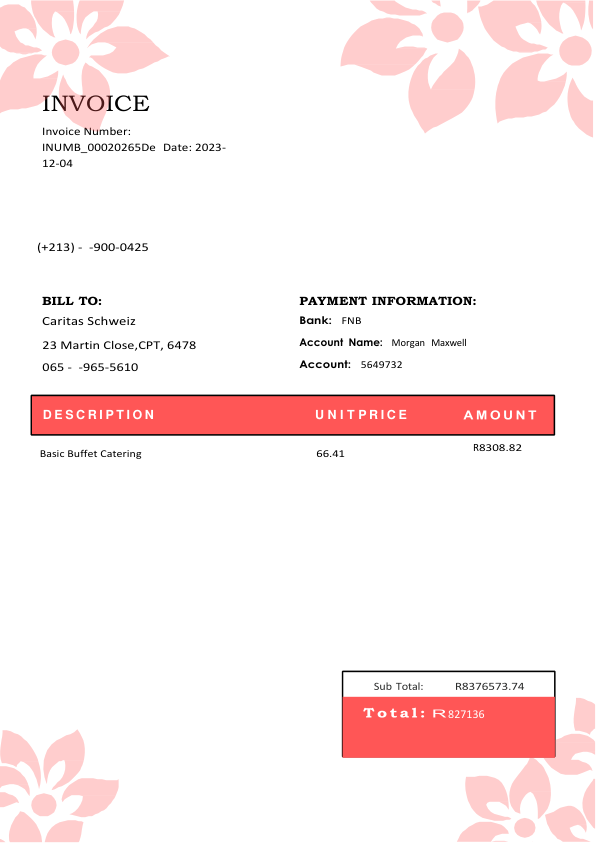 INVOICE
Invoice Number:
INUMB_00020265De Date: 2023-
12-04
(+213) - -900-0425
BILL TO:
Caritas Schweiz
23 Martin Close,CPT, 6478
065 - -965-5610
PAYMENT INFORMATION:
Bank: FNB
Account Name: Morgan Maxwell
Account: 5649732
DESCRIPTION UNITPRICE AMOUNT
Basic Buffet Catering 66.41 R8308.82
Sub Total: R8376573.74
Total: R827136